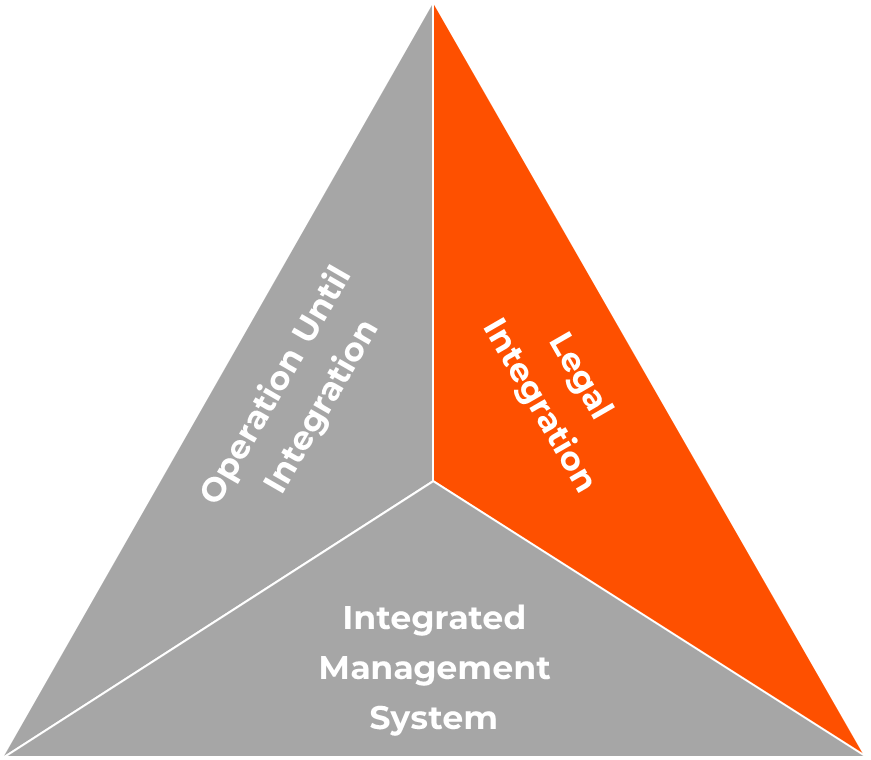 Operation Until
Integration
Legal
Integration
Integrated
Management
System